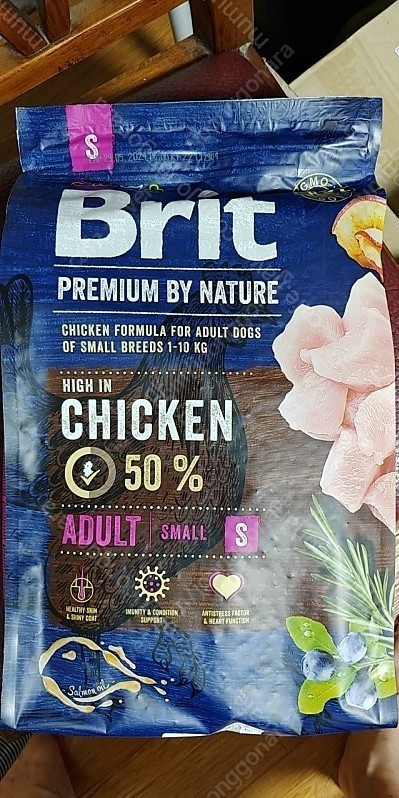 S
Brit
PREMIUM BY NATURE
CHICKEN FORMULA FOR ADULT DOGS
OF SMALL BREEDS 1-10 KG
HIGH IN
CHICKEN
50 %
ADULT SMALL S
HEALTHY SKIN
& SHINY COAT
IMUNITY & CONDITION
SUPPORT
ANTISTRESS FACTOR
& HEART FUNCTION
Salmon oil